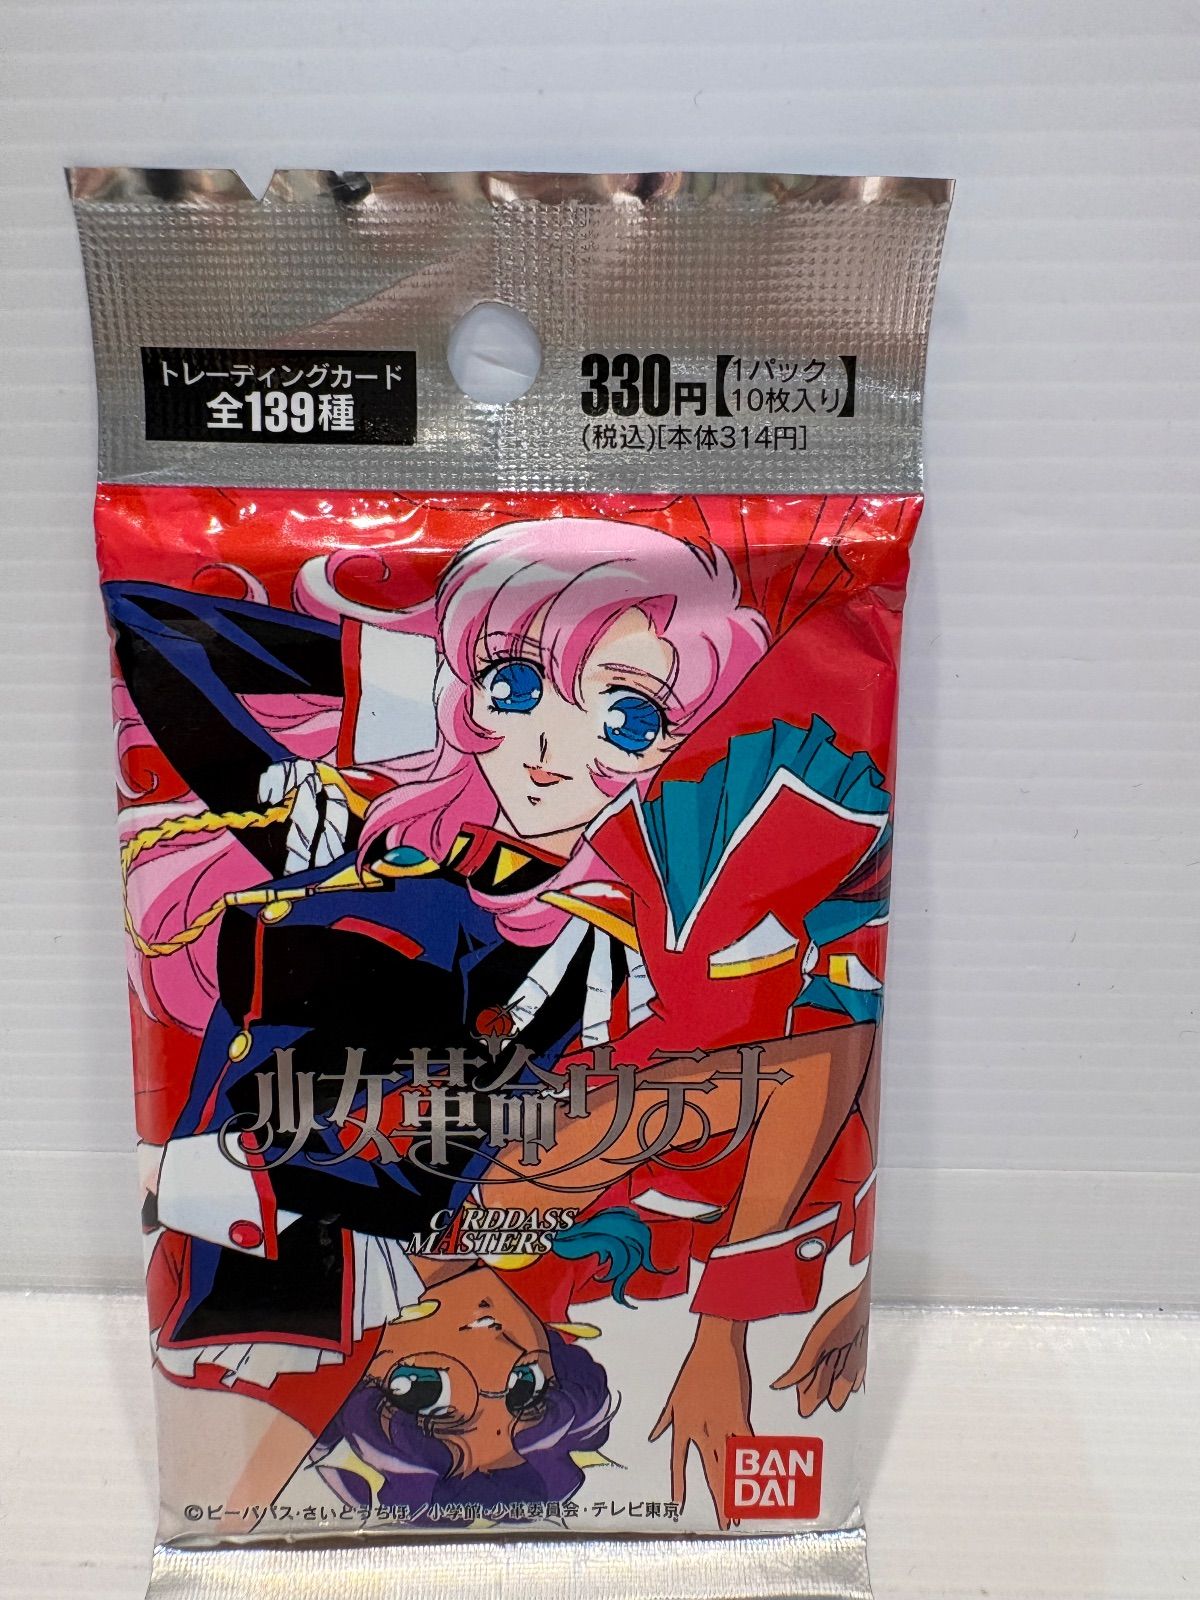 トレーディングカード
全139種
330円【1パック
10枚入り】
(税込)[本体314円]
少女革命ウテナ
CARDDASS
MASTERS
BAN
DAI
©ビーパパス・さいとうちほ／小学館・少革委員会・テレビ東京